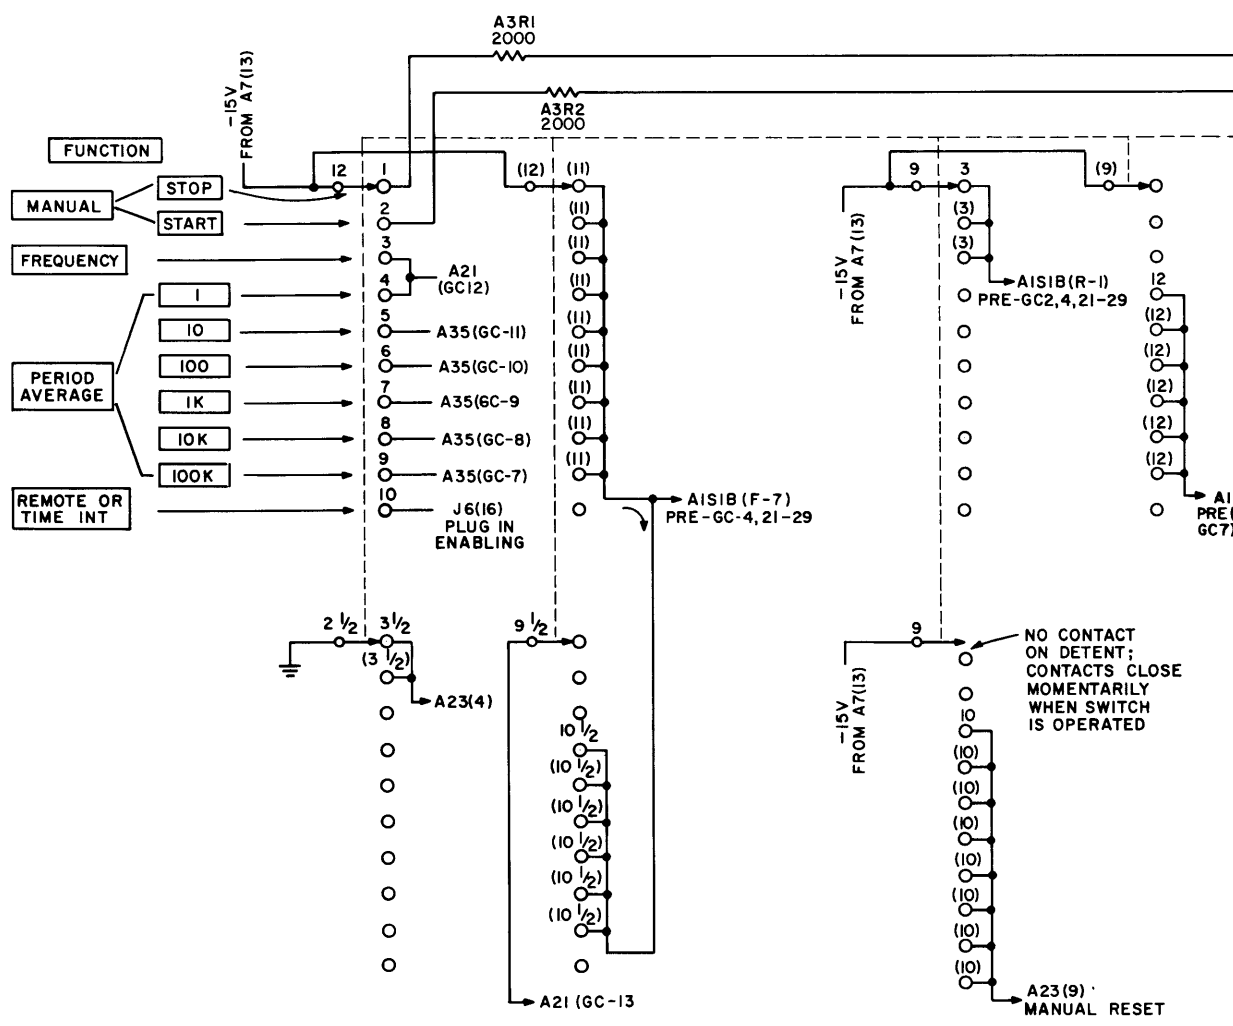 A3R1
2000
A3R2
2000
-15V
FROM A7(13)
FUNCTION
MANUAL
STOP
START
FREQUENCY
PERIOD
AVERAGE
1
10
100
1K
10K
100K
REMOTE OR
TIME INT
12
1
2
3
4
5
6
7
8
9
10
A21
(GC12)
A35(GC-11)
A35(GC-10)
A35(GC-9
A35(GC-8)
A35(GC-7)
J6(16)
PLUG IN
ENABLING
(12)
(11)
(11)
(11)
(11)
(11)
(11)
(11)
(11)
(11)
A1S1B (F-7)
PRE-GC-4,21-29
-15V
FROM A7(13)
9
3
(3)
(3)
A1S1B(R-1)
PRE-GC2,4,21-29
(9)
12
(12)
(12)
(12)
(12)
(12)
A1
PRE(
GC7)
2 1/2
3 1/2
(3 1/2)
A23(4)
9 1/2
10 1/2
(10 1/2)
(10 1/2)
(10 1/2)
(10 1/2)
(10 1/2)
A21 (GC-13
-15V
FROM A7(13)
9
NO CONTACT
ON DETENT;
CONTACTS CLOSE
MOMENTARILY
WHEN SWITCH
IS OPERATED
10
(10)
(10)
(10)
(10)
(10)
(10)
(10)
A23(9)
MANUAL RESET